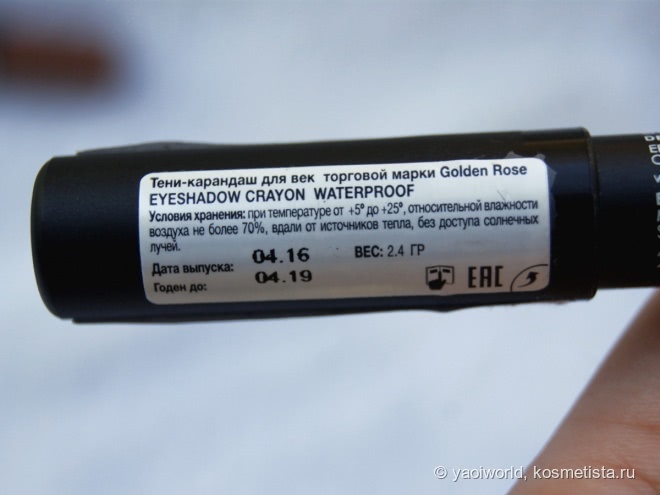 Тени-карандаш для век торговой марки Golden Rose
EYESHADOW CRAYON WATERPROOF
Условия хранения: при температуре от +5° до +25°, относительной влажности
воздуха не более 70%, вдали от источников тепла, без доступа солнечных
лучей.
Дата выпуска: 04.16 ВЕС: 2.4 ГР
Годен до: 04.19
EAC
© yaoiworld, kosmetista.ru